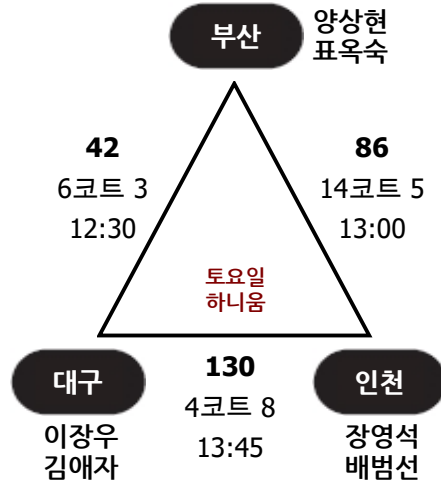 부산
양상현
표옥숙
42
6코트 3
12:30
86
14코트 5
13:00
토요일
하니움
대구
130
4코트 8
13:45
인천
이장우
김애자
장영석
배범선